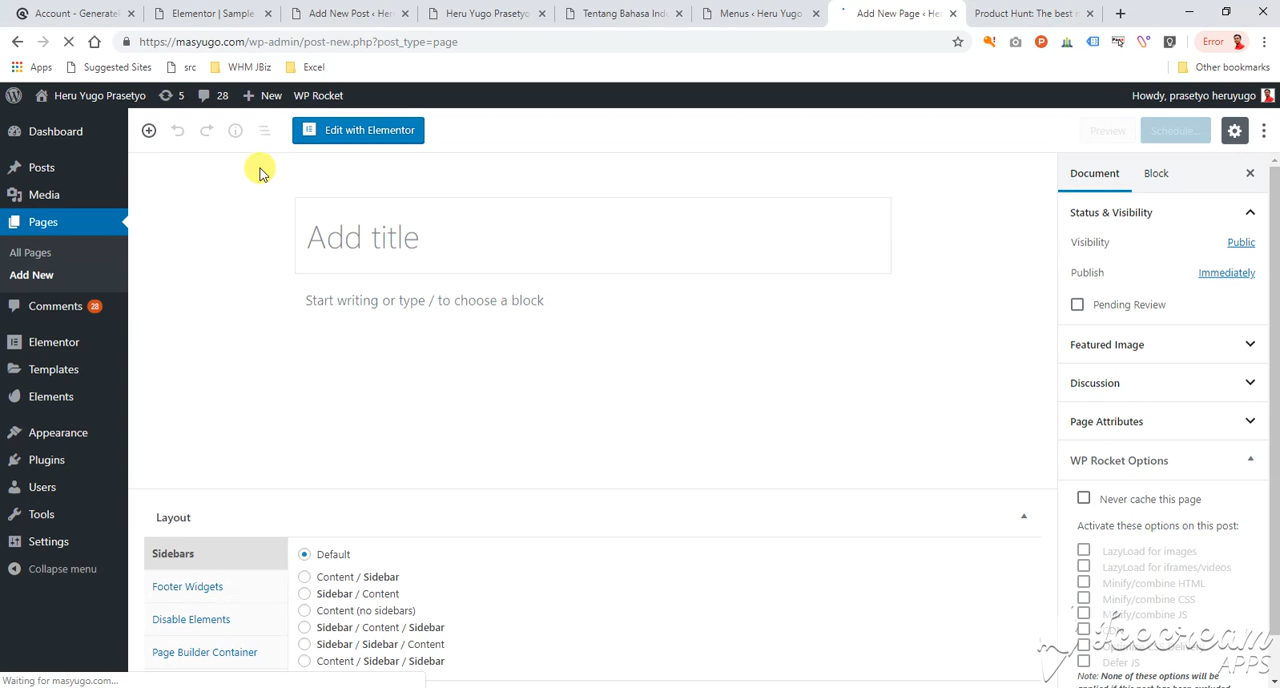 Account - Generatel
Elementor | Sample
Add New Post ‹ Her
Heru Yugo Prasetyo
Tentang Bahasa Ind
Menus ‹ Heru Yugo
Add New Page ‹ He
Product Hunt: The best n
https://masyugo.com/wp-admin/post-new.php?post_type=page
Error
Apps
Suggested Sites
src
WHM JBiz
Excel
Other bookmarks
Heru Yugo Prasetyo
5
28
New
WP Rocket
Howdy, prasetyo heruyugo
Dashboard
Posts
Media
Pages
All Pages
Add New
Comments 28
Elementor
Templates
Elements
Appearance
Plugins
Users
Tools
Settings
Collapse menu
Edit with Elementor
Preview
Schedule...
Add title
Start writing or type / to choose a block
Layout
Sidebars
Footer Widgets
Disable Elements
Page Builder Container
Default
Content / Sidebar
Sidebar / Content
Content (no sidebars)
Sidebar / Content / Sidebar
Sidebar / Sidebar / Content
Content / Sidebar / Sidebar
Document
Block
Status & Visibility
Visibility
Public
Publish
Immediately
Pending Review
Featured Image
Discussion
Page Attributes
WP Rocket Options
Never cache this page
Activate these options on this post:
LazyLoad for images
LazyLoad for iframes/videos
Minify/combine HTML
Minify/combine CSS
Minify/combine JS
Defer JS
Note: None of these options will be
Icecream
APPS
Waiting for masyugo.com...